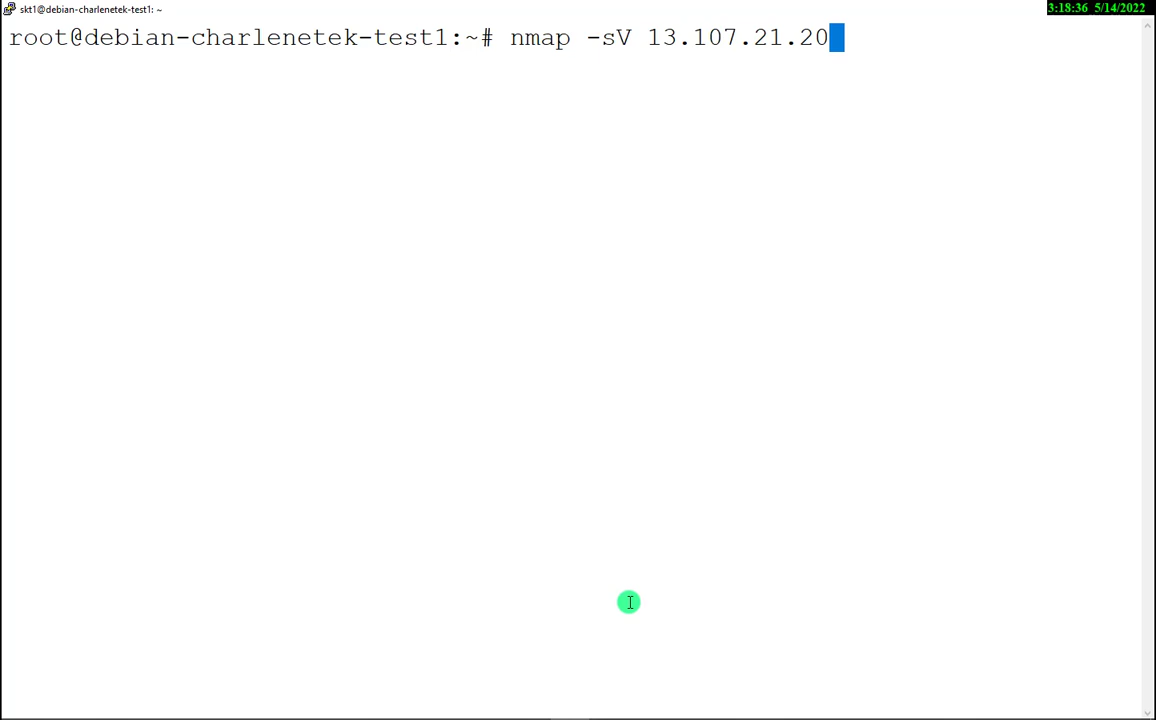 skt1@debian-charlenetek-test1: ~
3:18:36 5/14/2022
root@debian-charlenetek-test1:~# nmap -sV 13.107.21.20